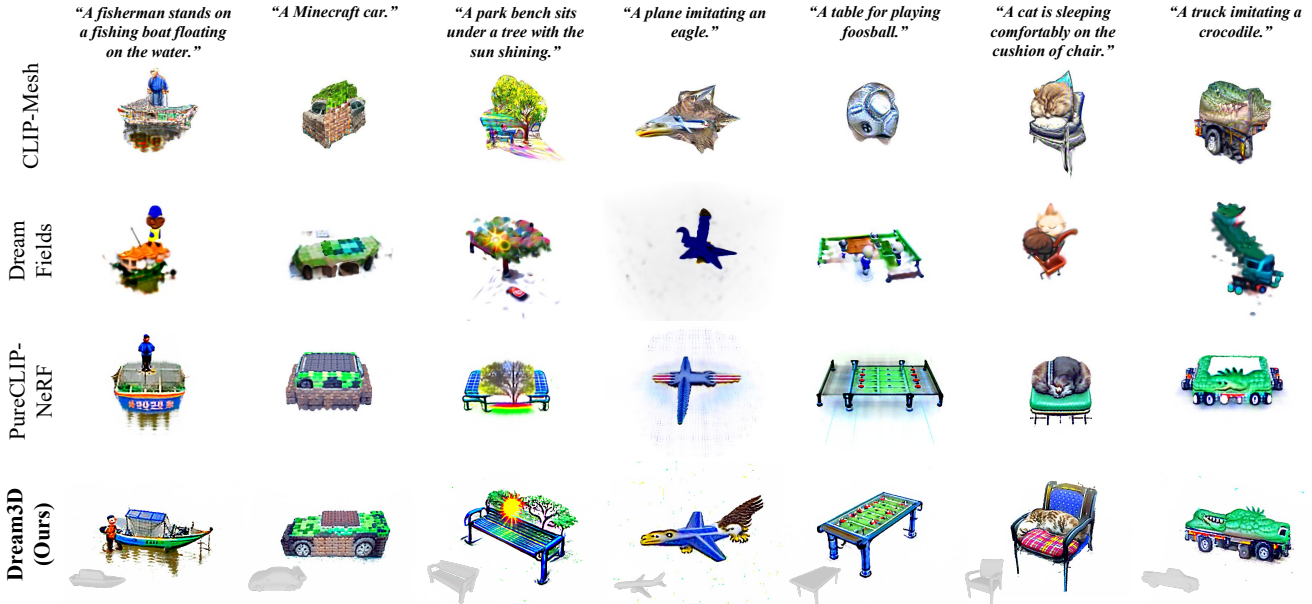 “A fisherman stands on
a fishing boat floating
on the water.”
“A Minecraft car.”
“A park bench sits
under a tree with the
sun shining.”
“A plane imitating an
eagle.”
“A table for playing
foosball.”
“A cat is sleeping
comfortably on the
cushion of chair.”
“A truck imitating a
crocodile.”
CLIP-Mesh
Dream
Fields
PureCLIP-
NeRF
Dream3D
(Ours)